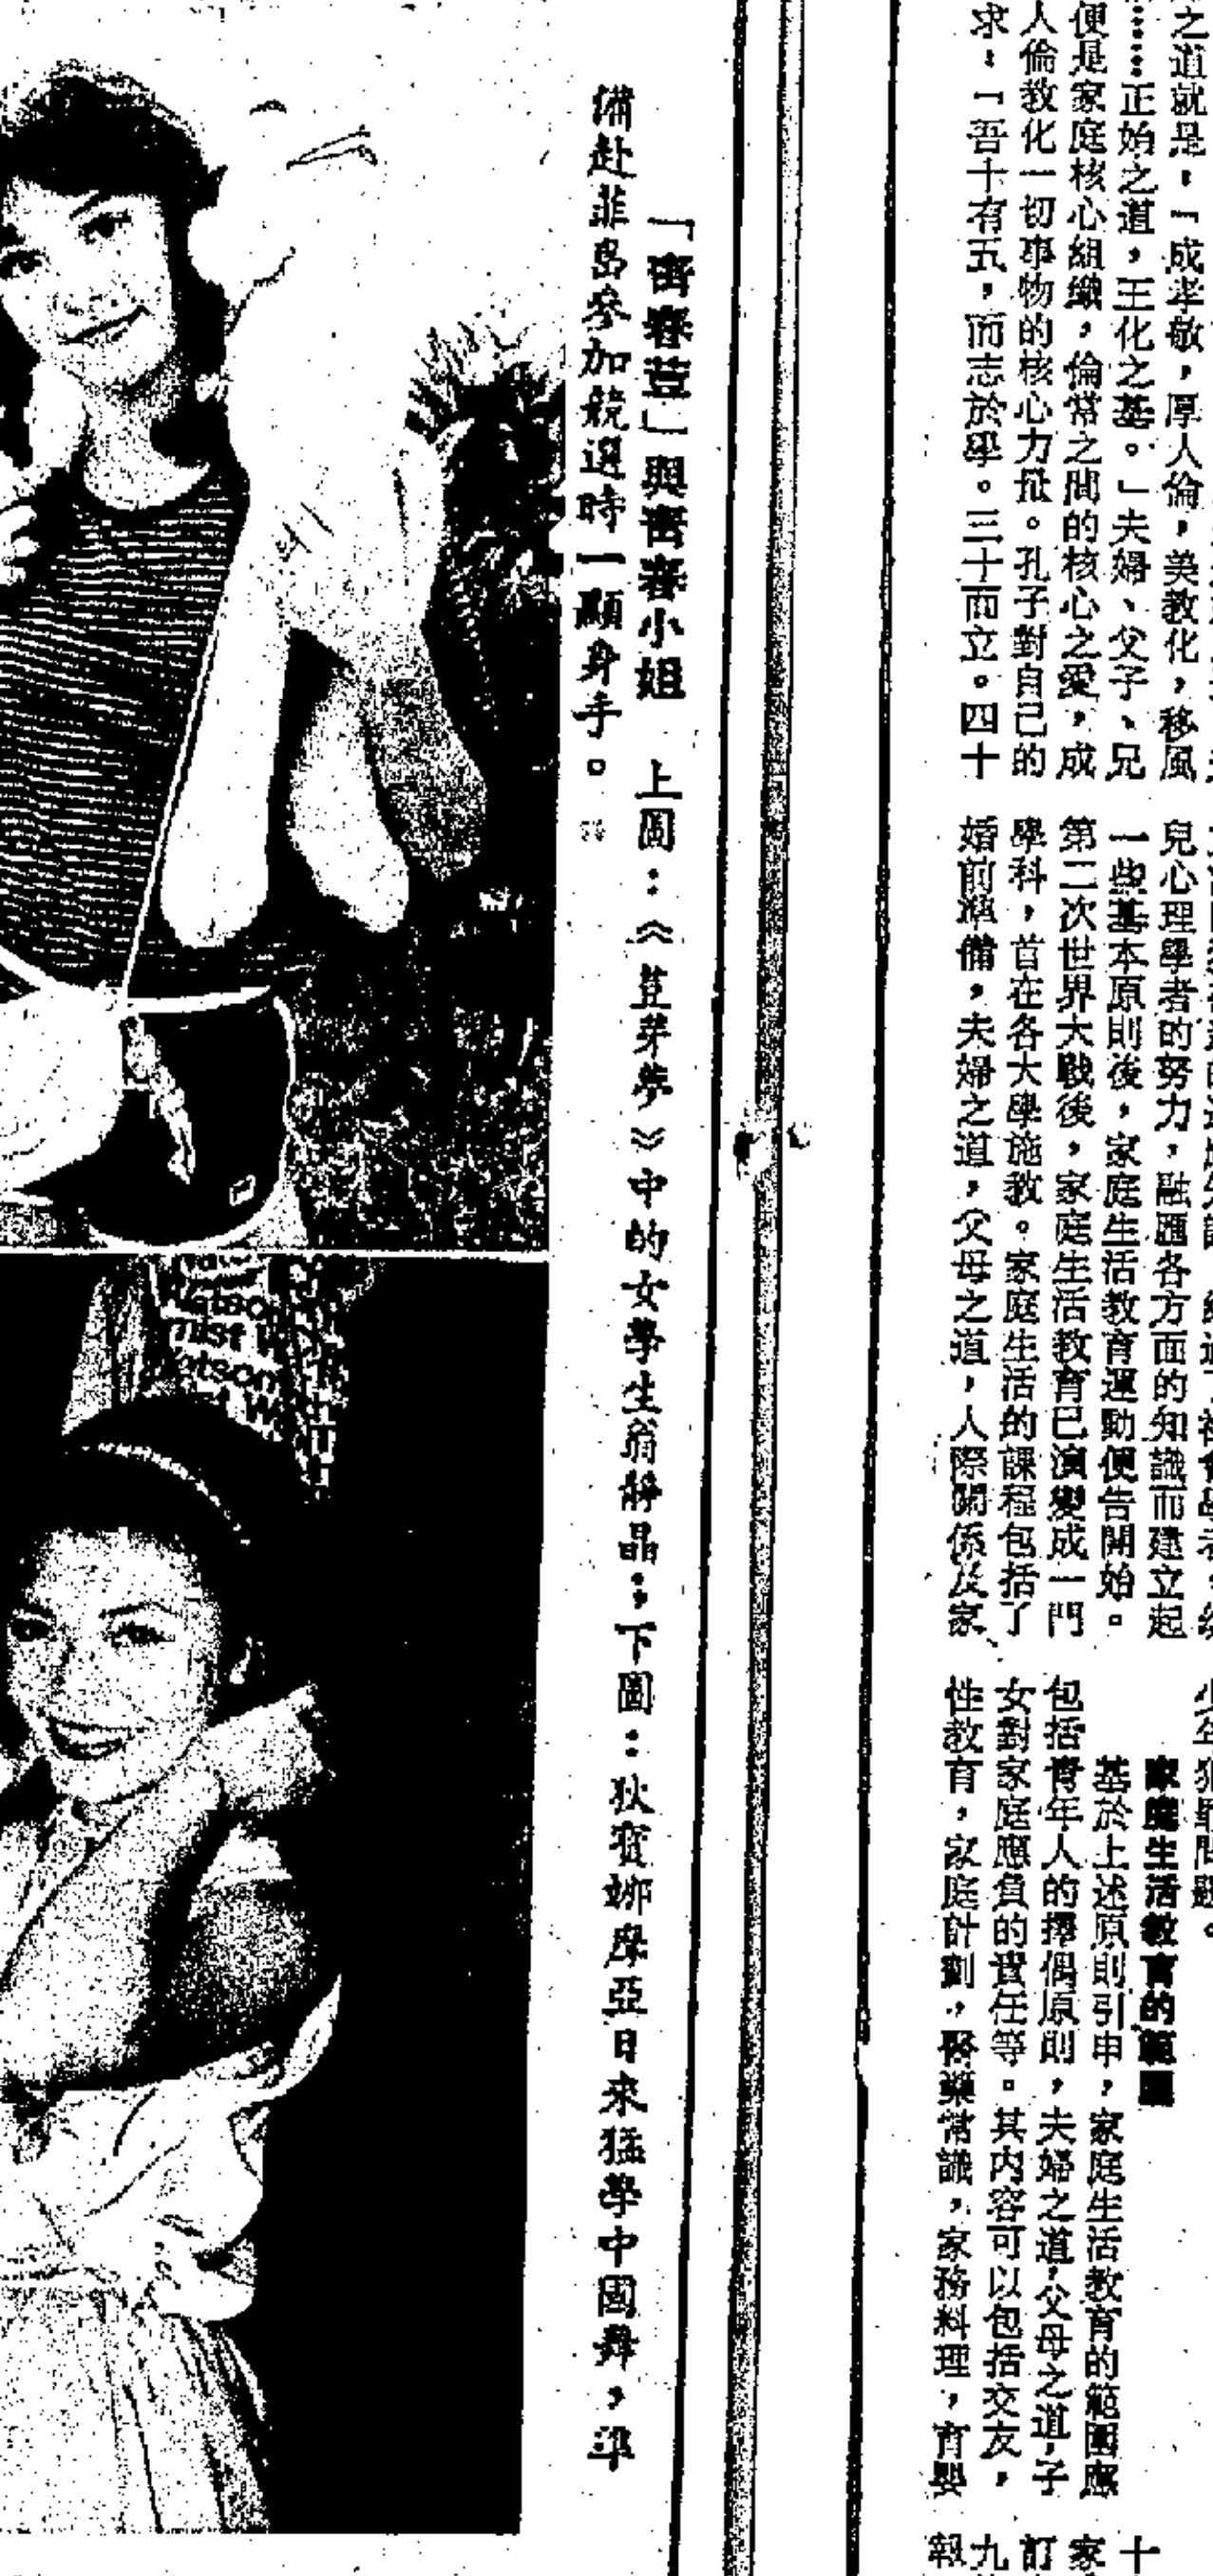 「青春荳」與青春小姐 上圖：《荳芽夢》中的女學生翁靜晶；下圖：狄寶娜摩亞日來猛學中國舞，準
備赴菲島參加競選時一顯身手。
之道就是，「成孝敬，厚人倫，美教化，移風
……正始之道，王化之基。」夫婦、父子、兄
便是家庭核心組織，倫常之間的核心之愛，成
人倫教化一切事物的核心力量。孔子對自己的
求：「吾十有五，而志於學。三十而立。四十
兒心理學者的努力，融匯各方面的知識而建立起
一些基本原則後，家庭生活教育運動便告開始。
第二次世界大戰後，家庭生活教育已演變成一門
學科，首在各大學施教。家庭生活的課程包括了
婚前準備，夫婦之道，父母之道，人際關係及家
少年犯罪問題。
家庭生活教育的範圍
基於上述原則引申，家庭生活教育的範圍應
包括青年人的擇偶原則，夫婦之道，父母之道，子
女對家庭應負的責任等。其內容可以包括交友，
性教育，家庭計劃，醫藥常識，家務料理，育嬰
十
家
訂
九
報